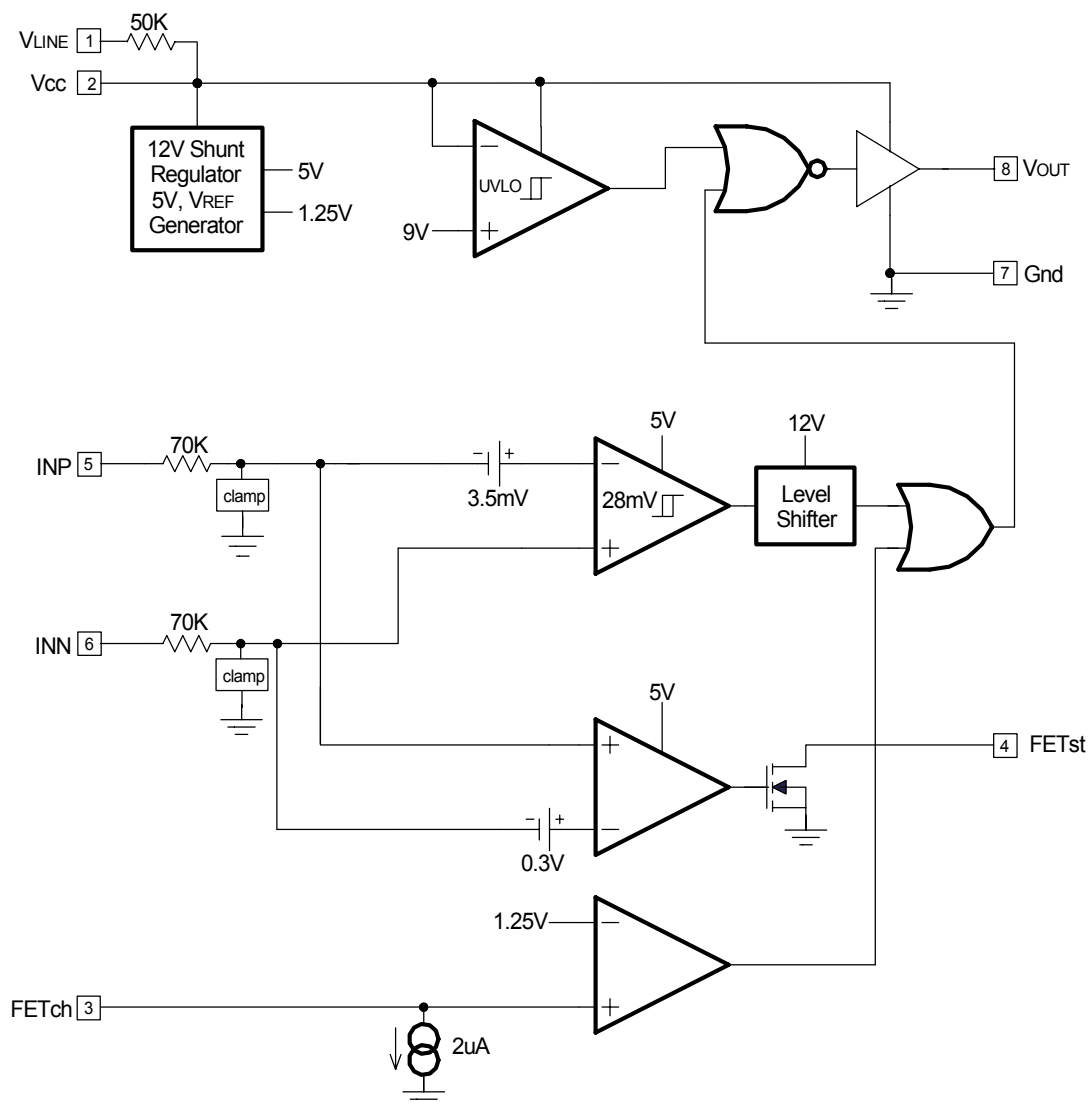 50K
VLINE 1
Vcc 2
12V Shunt
Regulator
5V, VREF
Generator
5V
1.25V
UVLO
9V
8 VOUT
7 Gnd
5V
12V
70K
INP 5
clamp
3.5mV
28mV
Level
Shifter
70K
INN 6
clamp
5V
4 FETst
0.3V
1.25V
FETch 3
2uA